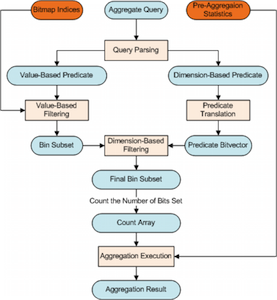 Bitmap Indices
Aggregate Query
Pre-Aggregaion
Statistics
Query Parsing
Value-Based Predicate
Dimension-Based Predicate
Value-Based
Filtering
Predicate
Translation
Bin Subset
Dimension-Based
Filtering
Predicate Bitvector
Final Bin Subset
Count the Number of Bits Set
Count Array
Aggregation Execution
Aggregation Result